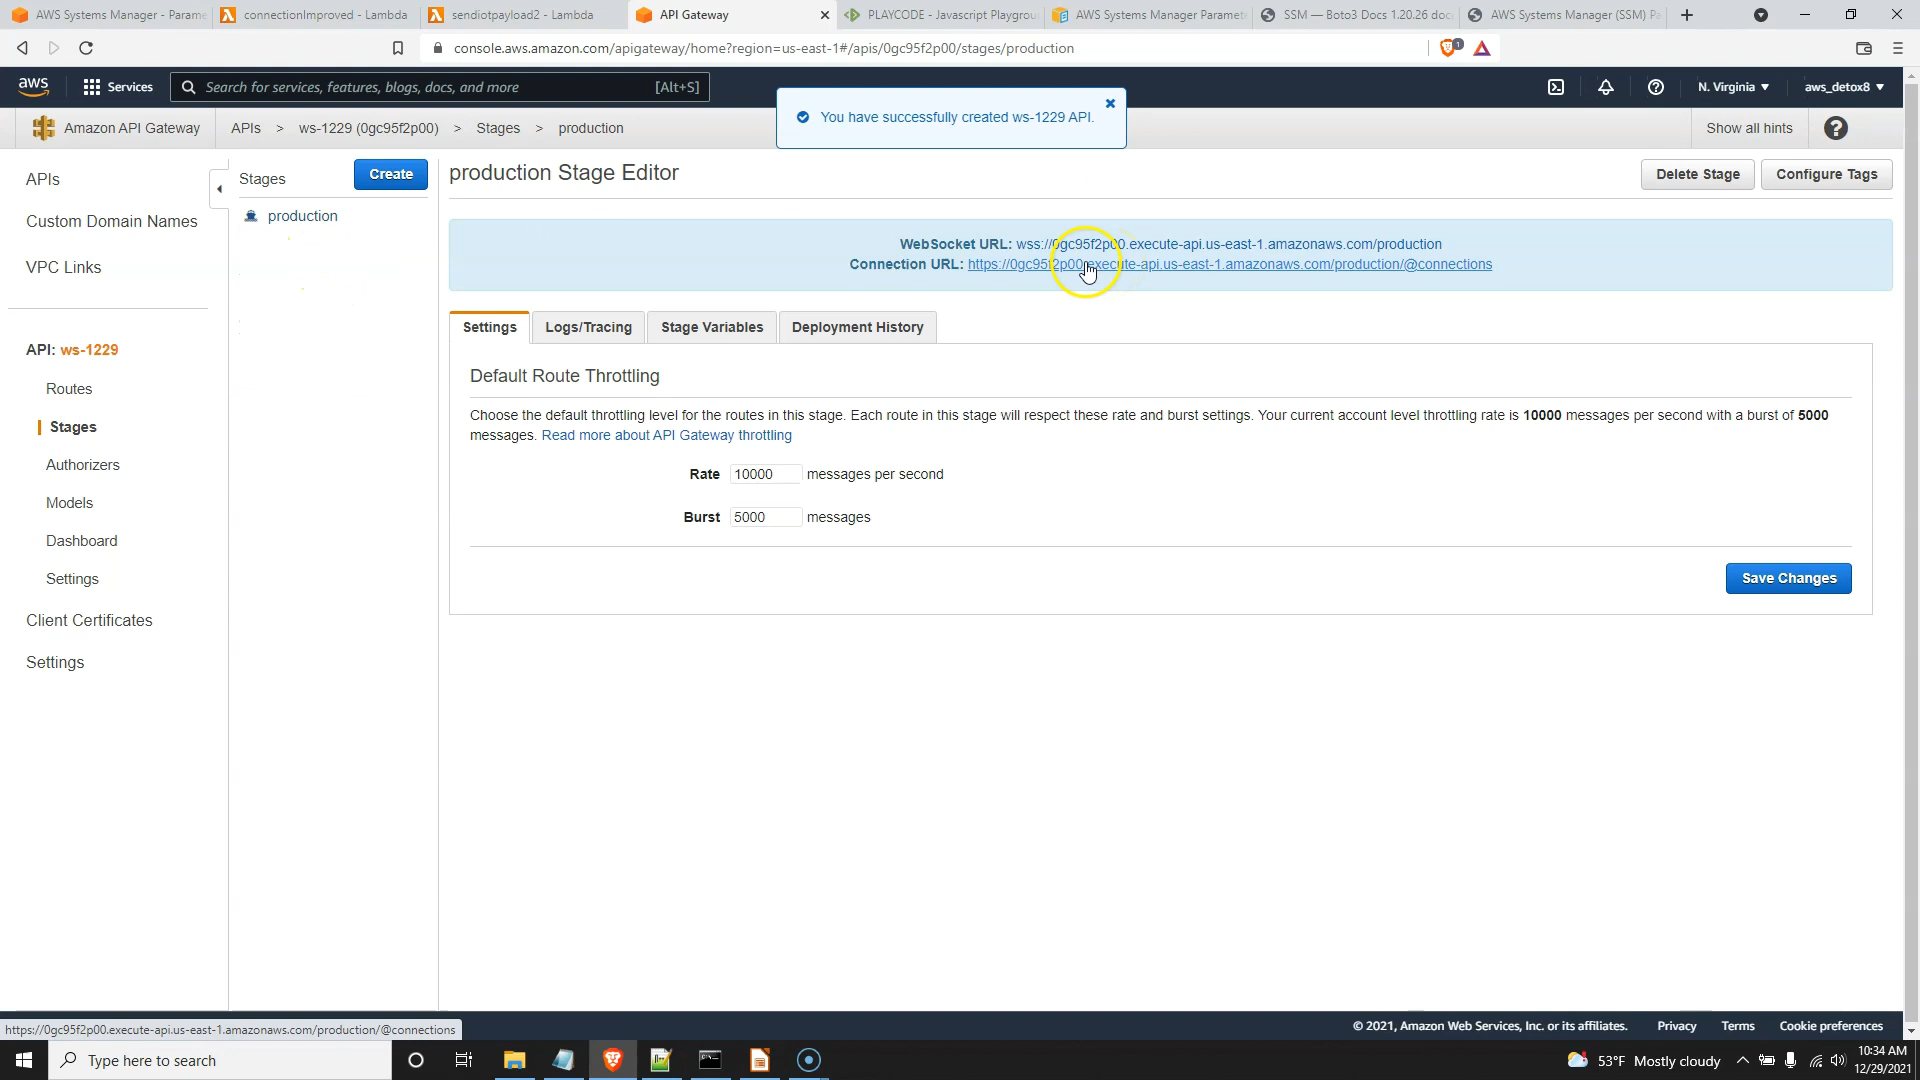 AWS Systems Manager - Parame
connectionImproved - Lambda
sendiotpayload2 - Lambda
API Gateway
PLAYCODE - Javascript Playgrou
AWS Systems Manager Paramet
SSM — Boto3 Docs 1.20.26 doc
AWS Systems Manager (SSM) Pa
console.aws.amazon.com/apigateway/home?region=us-east-1#/apis/0gc95f2p00/stages/production
1
aws
Services
Search for services, features, blogs, docs, and more
[Alt+S]
N. Virginia
aws_detox8
Amazon API Gateway
APIs > ws-1229 (0gc95f2p00) > Stages > production
You have successfully created ws-1229 API.
Show all hints
APIs
Custom Domain Names
VPC Links
API: ws-1229
Routes
Stages
Authorizers
Models
Dashboard
Settings
Client Certificates
Settings
Stages
Create
production
production Stage Editor
Delete Stage
Configure Tags
WebSocket URL: wss://0gc95f2p00.execute-api.us-east-1.amazonaws.com/production
Connection URL: https://0gc95f2p00.execute-api.us-east-1.amazonaws.com/production/@connections
Settings
Logs/Tracing
Stage Variables
Deployment History
Default Route Throttling
Choose the default throttling level for the routes in this stage. Each route in this stage will respect these rate and burst settings. Your current account level throttling rate is 10000 messages per second with a burst of 5000
messages. Read more about API Gateway throttling
Rate 10000 messages per second
Burst 5000 messages
Save Changes
https://0gc95f2p00.execute-api.us-east-1.amazonaws.com/production/@connections
© 2021, Amazon Web Services, Inc. or its affiliates.
Privacy
Terms
Cookie preferences
Type here to search
53°F Mostly cloudy
10:34 AM
12/29/2021